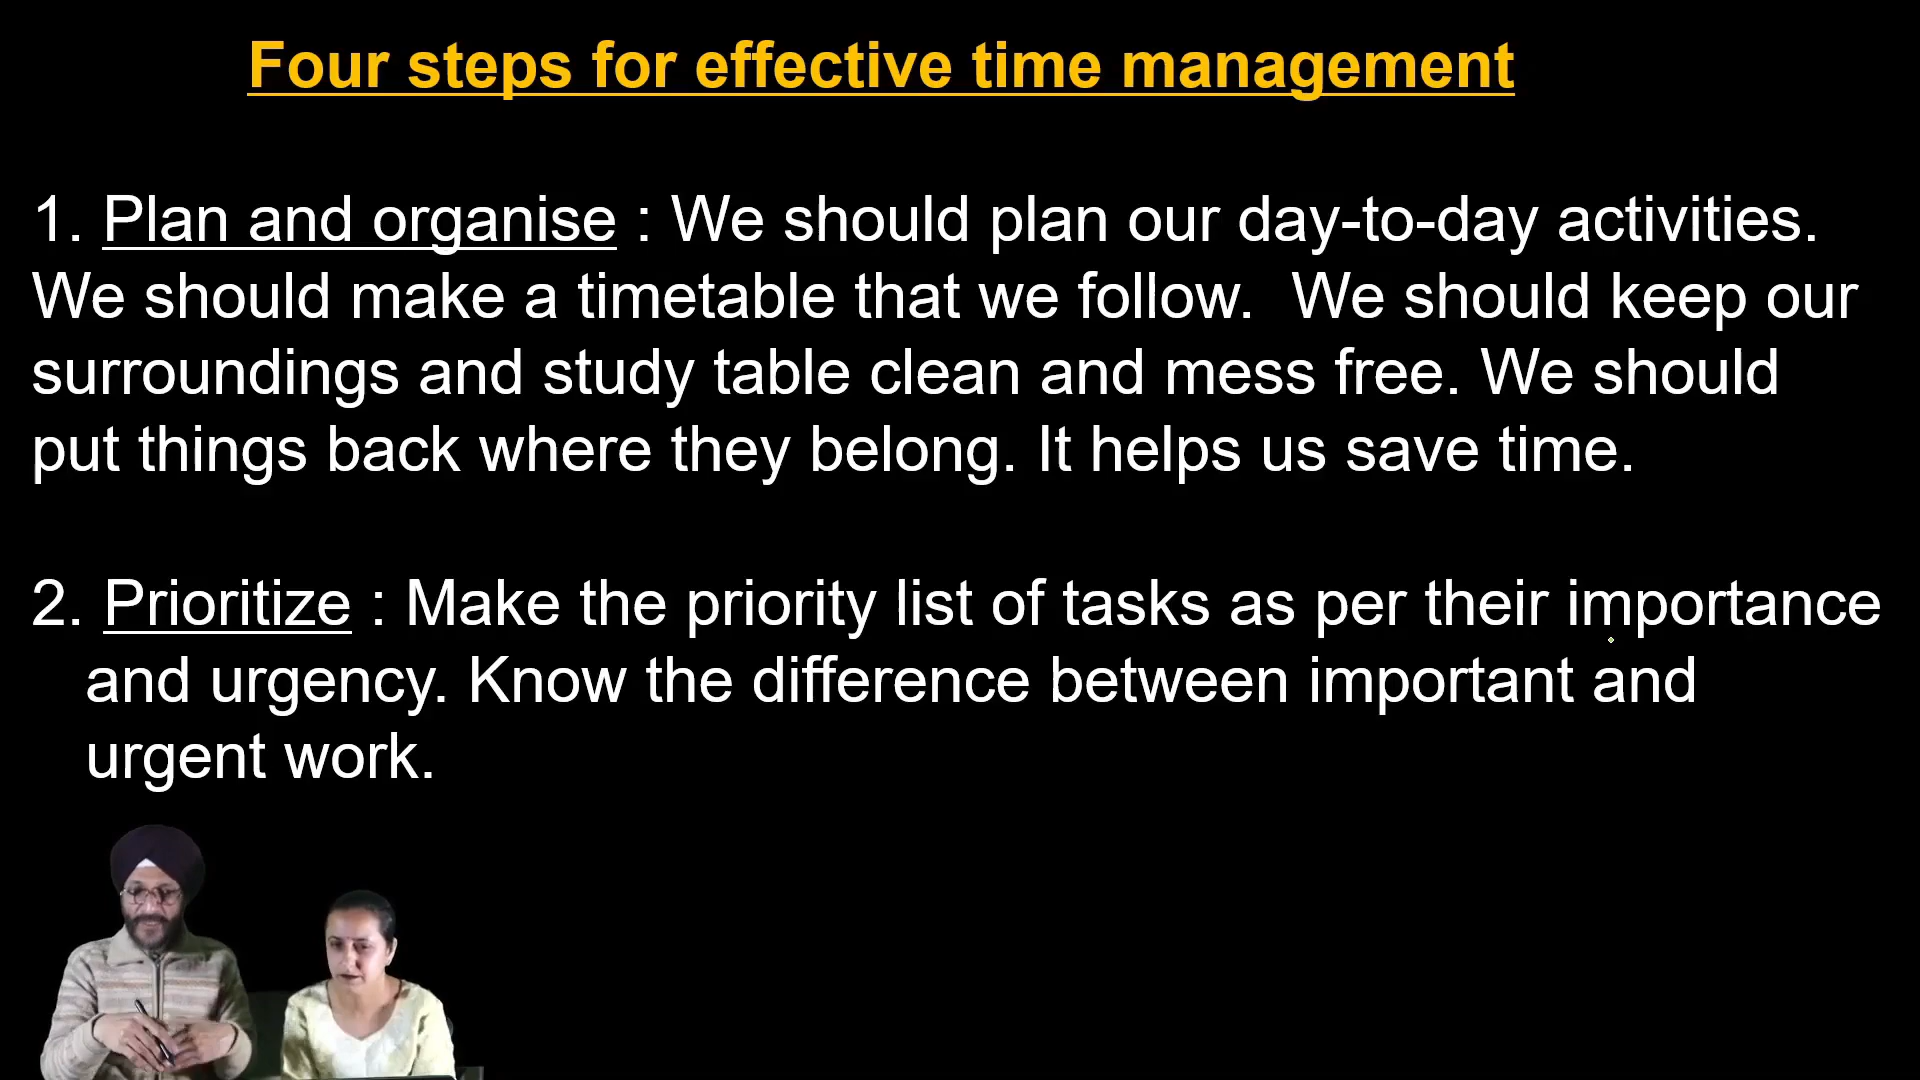 Four steps for effective time management
1. Plan and organise : We should plan our day-to-day activities.
We should make a timetable that we follow.  We should keep our
surroundings and study table clean and mess free. We should
put things back where they belong. It helps us save time.
2. Prioritize : Make the priority list of tasks as per their importance
and urgency. Know the difference between important and
urgent work.